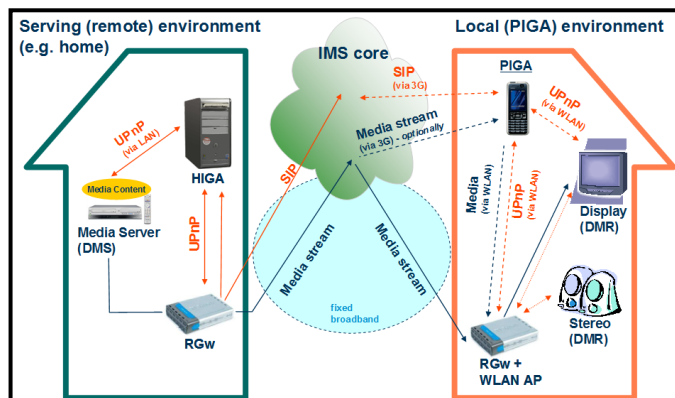 Serving (remote) environment
(e.g. home)
IMS core
Local (PIGA) environment
PIGA
SIP
(via 3G)
UPnP
(via LAN)
HIGA
Media Content
Media Server
(DMS)
UPnP
RGw
SIP
Media stream
(via 3G) - optionally
Media stream
Media stream
fixed
broadband
UPnP
(via WLAN)
Media
(via WLAN)
UPnP
(via WLAN)
Display
(DMR)
Stereo
(DMR)
RGw +
WLAN AP